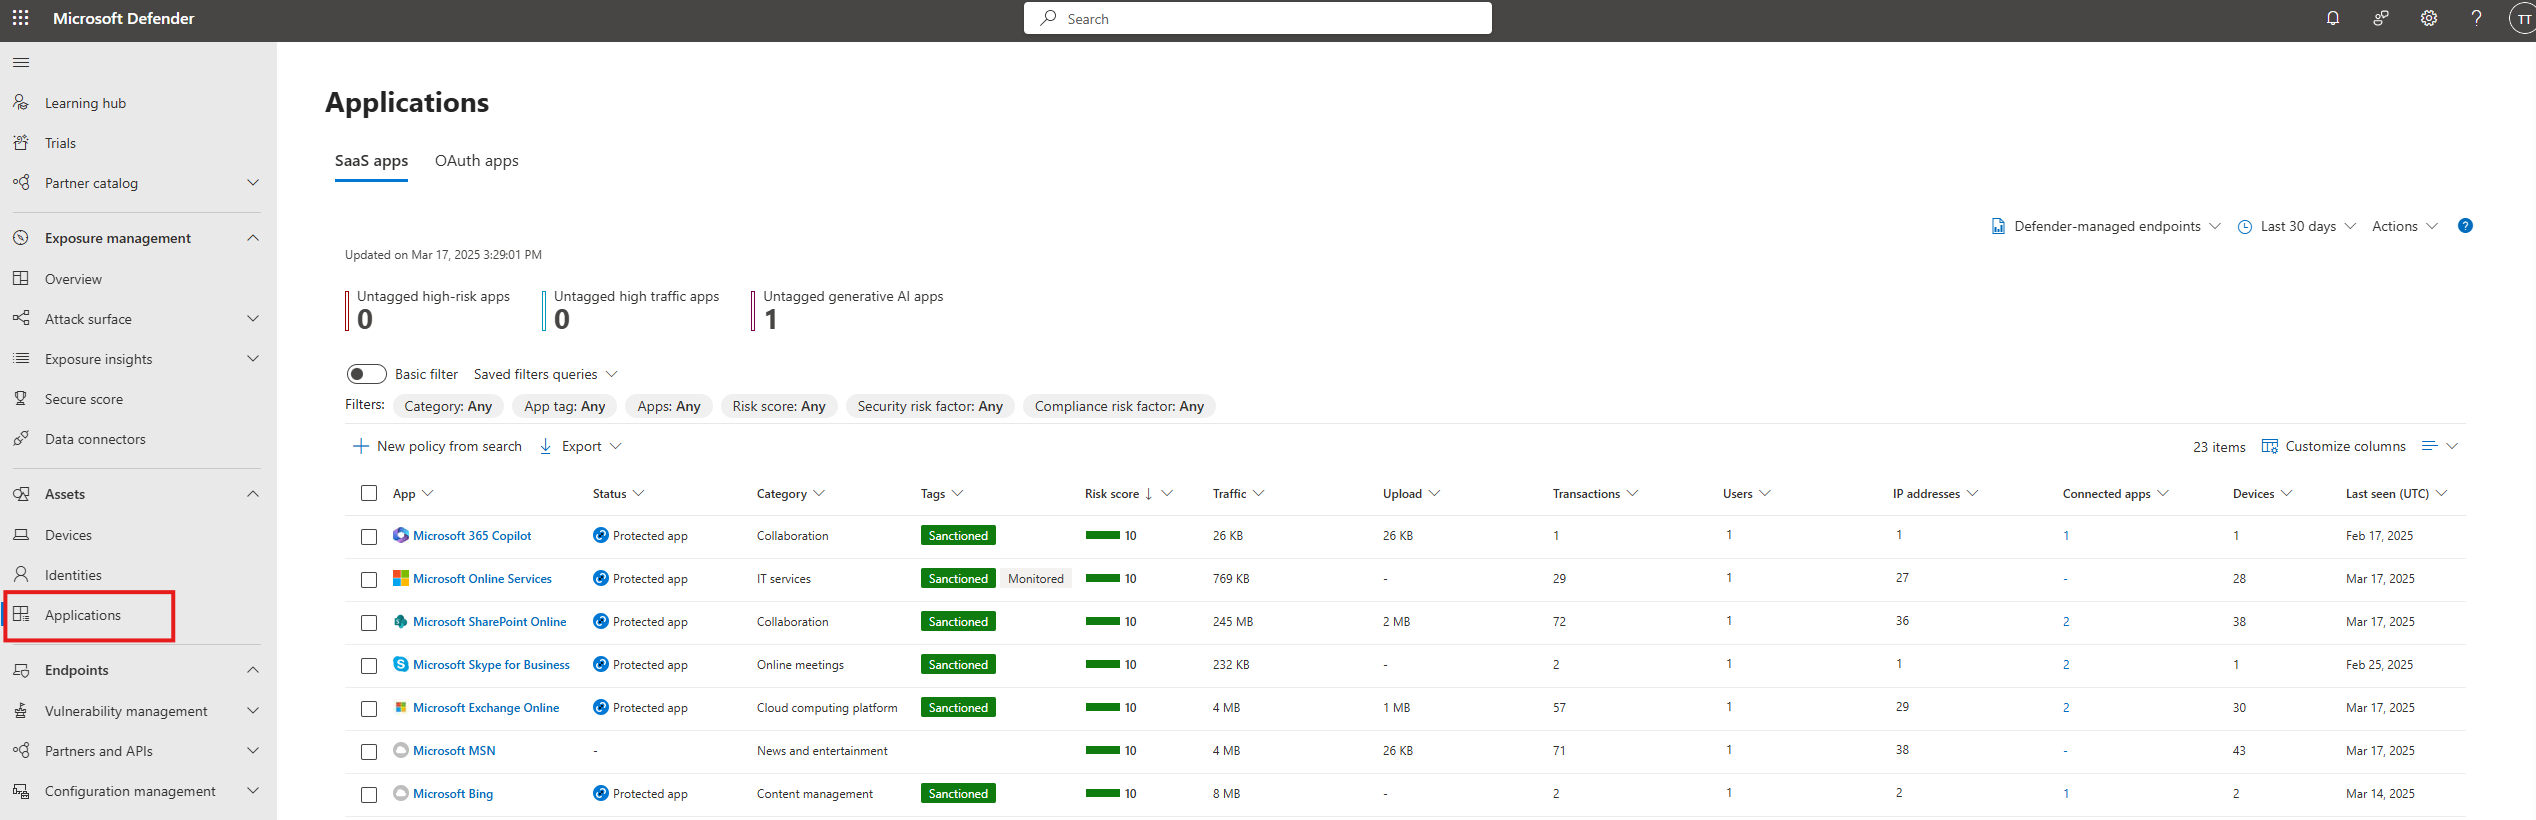 Microsoft Defender
Search
TT
Learning hub
Trials
Partner catalog
Exposure management
Overview
Attack surface
Exposure insights
Secure score
Data connectors
Assets
Devices
Identities
Applications
Endpoints
Vulnerability management
Partners and APIs
Configuration management
Applications
SaaS apps OAuth apps
Defender-managed endpoints Last 30 days Actions ?
Updated on Mar 17, 2025 3:29:01 PM
Untagged high-risk apps Untagged high traffic apps Untagged generative AI apps
0 0 1
Basic filter Saved filters queries
Filters: Category: Any App tag: Any Apps: Any Risk score: Any Security risk factor: Any Compliance risk factor: Any
New policy from search Export 23 items Customize columns
App Status Category Tags Risk score Traffic Upload Transactions Users IP addresses Connected apps Devices Last seen (UTC)
Microsoft 365 Copilot Protected app Collaboration Sanctioned 10 26 KB 26 KB 1 1 1 1 1 Feb 17, 2025
Microsoft Online Services Protected app IT services Sanctioned Monitored 10 769 KB - 29 1 27 - 28 Mar 17, 2025
Microsoft SharePoint Online Protected app Collaboration Sanctioned 10 245 MB 2 MB 72 1 36 2 38 Mar 17, 2025
Microsoft Skype for Business Protected app Online meetings Sanctioned 10 232 KB - 2 1 1 2 1 Feb 25, 2025
Microsoft Exchange Online Protected app Cloud computing platform Sanctioned 10 4 MB 1 MB 57 1 29 2 30 Mar 17, 2025
Microsoft MSN - News and entertainment 10 4 MB 26 KB 71 1 38 - 43 Mar 17, 2025
Microsoft Bing Protected app Content management Sanctioned 10 8 MB - 2 1 2 1 2 Mar 14, 2025